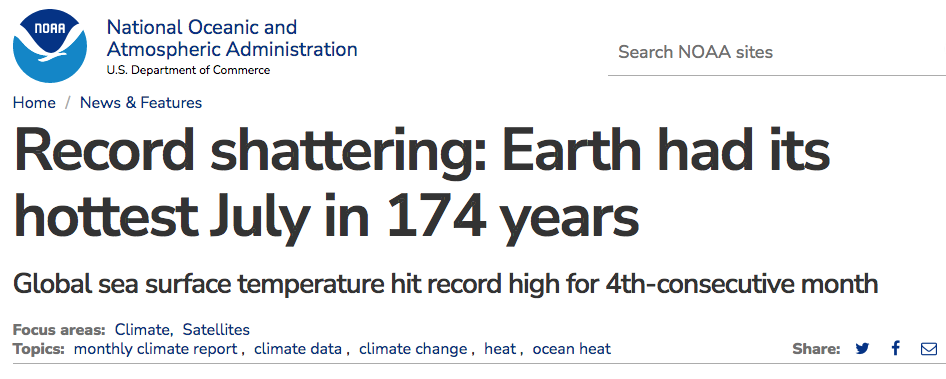 NOAA
National Oceanic and
Atmospheric Administration
U.S. Department of Commerce
Search NOAA sites
Home / News & Features
Record shattering: Earth had its
hottest July in 174 years
Global sea surface temperature hit record high for 4th-consecutive month
Focus areas: Climate, Satellites
Topics: monthly climate report , climate data , climate change , heat , ocean heat
Share: